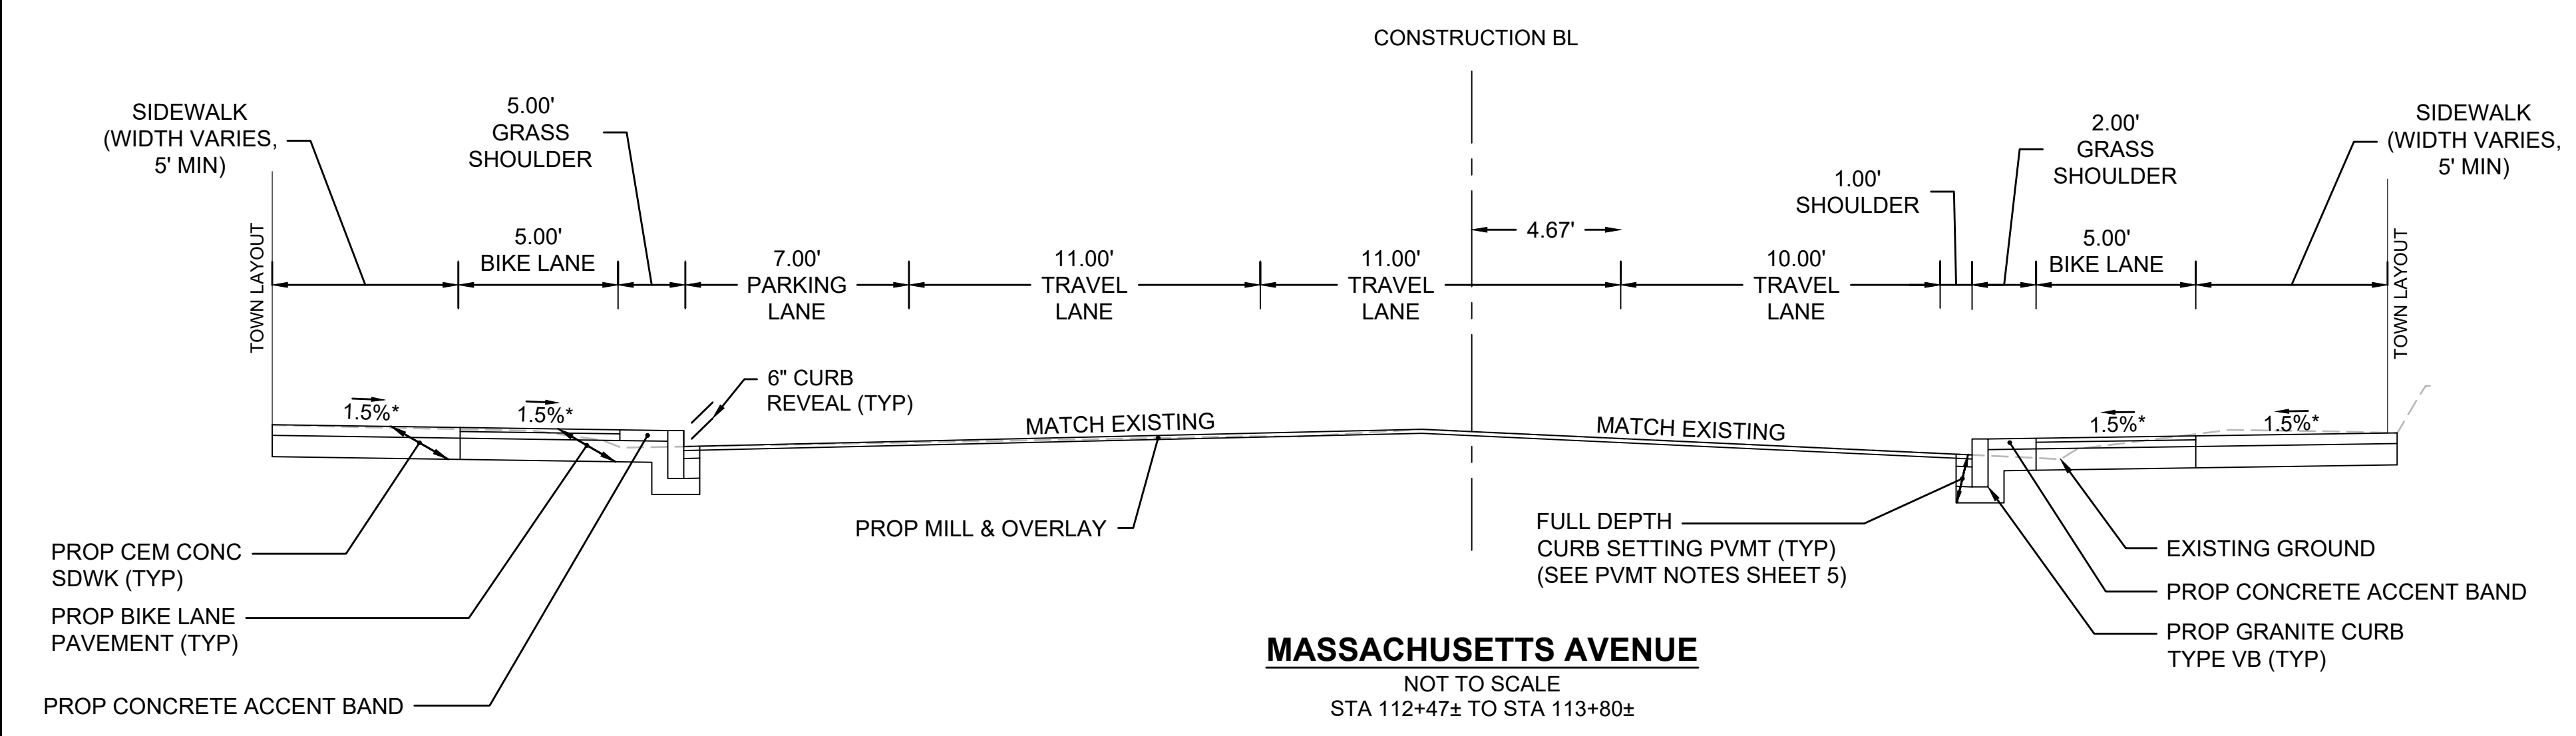 CONSTRUCTION BL
SIDEWALK
(WIDTH VARIES,
5' MIN)
5.00'
GRASS
SHOULDER
5.00'
BIKE LANE
7.00'
PARKING
LANE
11.00'
TRAVEL
LANE
11.00'
TRAVEL
LANE
4.67'
10.00'
TRAVEL
LANE
1.00'
SHOULDER
2.00'
GRASS
SHOULDER
5.00'
BIKE LANE
SIDEWALK
(WIDTH VARIES,
5' MIN)
TOWN LAYOUT
TOWN LAYOUT
1.5%*
1.5%*
6" CURB
REVEAL (TYP)
MATCH EXISTING
MATCH EXISTING
1.5%*
1.5%*
PROP CEM CONC
SDWK (TYP)
PROP BIKE LANE
PAVEMENT (TYP)
PROP CONCRETE ACCENT BAND
PROP MILL & OVERLAY
FULL DEPTH
CURB SETTING PVMT (TYP)
(SEE PVMT NOTES SHEET 5)
EXISTING GROUND
PROP CONCRETE ACCENT BAND
PROP GRANITE CURB
TYPE VB (TYP)
MASSACHUSETTS AVENUE
NOT TO SCALE
STA 112+47± TO STA 113+80±